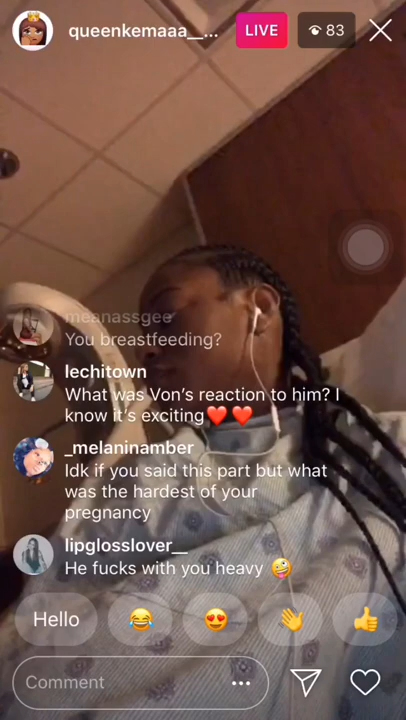 queenkemaaa__... LIVE 83
meanassgee
You breastfeeding?
lechitown
What was Von's reaction to him? I
know it's exciting❤️❤️
_melaninamber
Idk if you said this part but what
was the hardest of your
pregnancy
lipglosslover__
He fucks with you heavy 🤪
Hello 😂 😍 👋 👍
Comment ...